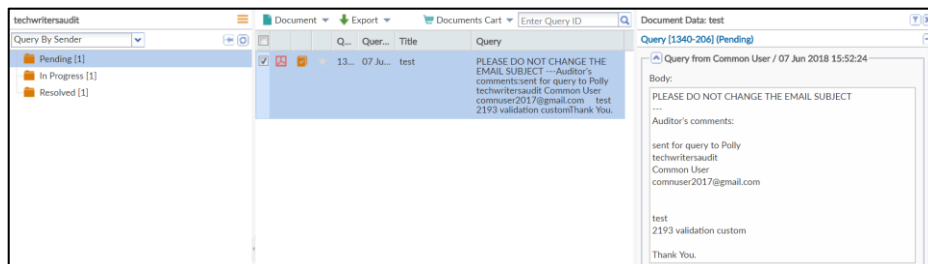 techwritersaudit
Query By Sender
Pending [1]
In Progress [1]
Resolved [1]
Document
Export
Documents Cart
Enter Query ID
Q... Quer... Title Query
13... 07 Ju... test
PLEASE DO NOT CHANGE THE
EMAIL SUBJECT ---Auditor's
comments:sent for query to Polly
techwritersaudit Common User
comnuser2017@gmail.com test
2193 validation customThank You.
Document Data: test
Query [1340-206] (Pending)
Query from Common User / 07 Jun 2018 15:52:24
Body:
PLEASE DO NOT CHANGE THE EMAIL SUBJECT
---
Auditor's comments:
sent for query to Polly
techwritersaudit
Common User
comnuser2017@gmail.com
test
2193 validation custom
Thank You.